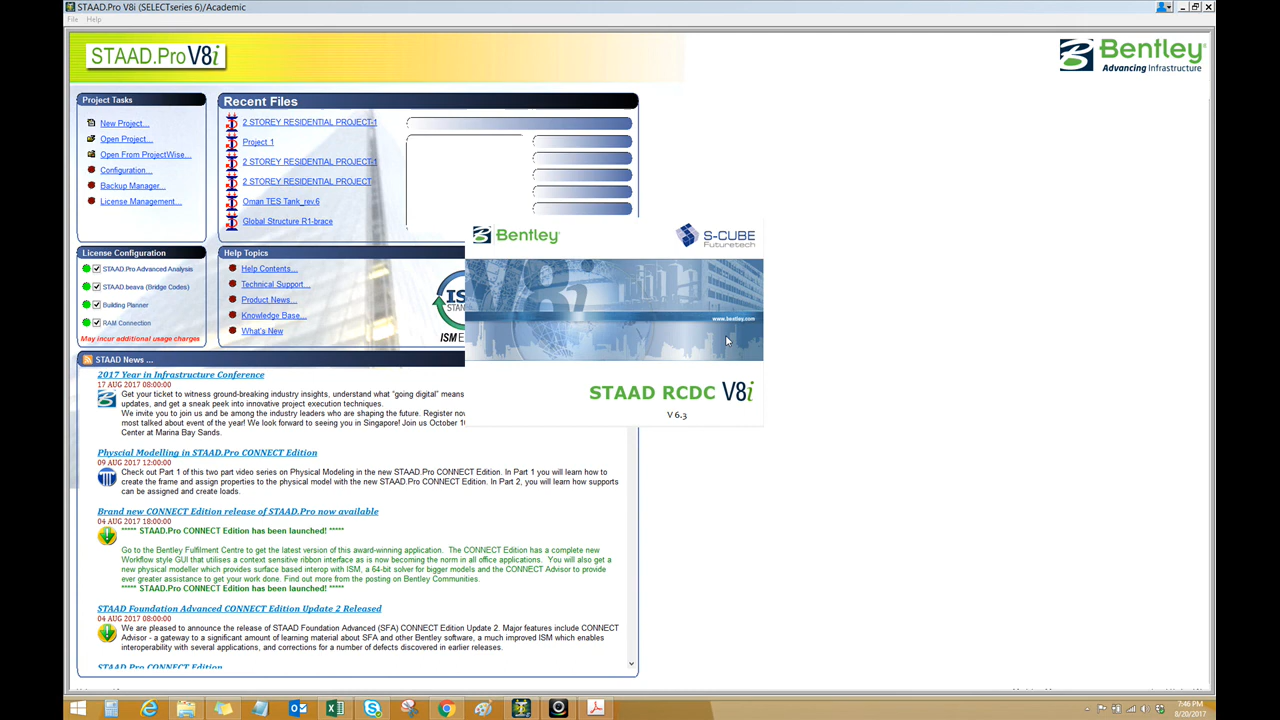 STAAD.Pro V8i (SELECTseries 6)/Academic
File Help
STAAD.Pro V8i
Bentley
Advancing Infrastructure
Project Tasks
New Project...
Open Project...
Open From ProjectWise...
Configuration...
Backup Manager...
License Management...
Recent Files
2 STOREY RESIDENTIAL PROJECT-1
Project 1
2 STOREY RESIDENTIAL PROJECT-1
2 STOREY RESIDENTIAL PROJECT
Oman TES Tank_rev.6
Global Structure R1-brace
License Configuration
STAAD.Pro Advanced Analysis
STAAD.beava (Bridge Codes)
Building Planner
RAM Connection
May incur additional usage charges
Help Topics
Help Contents...
Technical Support...
Product News...
Knowledge Base...
What's New
IS
STAN
ISM E
Bentley
S-CUBE
Futuretech
V8i
www.bentley.com
STAAD RCDC V8i
V 6.3
STAAD News ...
2017 Year in Infrastructure Conference
17 AUG 2017 08:00:00
Get your ticket to witness ground-breaking industry insights, understand what "going digital" means
updates, and get a sneak peek into innovative project execution techniques.
We invite you to join us and be among the industry leaders who are shaping the future. Register now
most talked about event of the year! We look forward to seeing you in Singapore! Join us October 1
Center at Marina Bay Sands.
Physcial Modelling in STAAD.Pro CONNECT Edition
09 AUG 2017 12:00:00
Check out Part 1 of this two part video series on Physical Modeling in the new STAAD.Pro CONNECT Edition. In Part 1 you will learn how to
create the frame and assign properties to the physical model with the new STAAD.Pro CONNECT Edition. In Part 2, you will learn how supports
can be assigned and create loads.
Brand new CONNECT Edition release of STAAD.Pro now available
04 AUG 2017 18:00:00
***** STAAD.Pro CONNECT Edition has been launched! *****
Go to the Bentley Fulfilment Centre to get the latest version of this award-winning application. The CONNECT Edition has a complete new
Workflow style GUI that utilises a context sensitive ribbon interface as is now becoming the norm in all office applications. You will also get a
new physical modeller which provides surface based interop with ISM, a 64-bit solver for bigger models and the CONNECT Advisor to provide
ever greater assistance to get your work done. Find out more from the posting on Bentley Communities.
***** STAAD.Pro CONNECT Edition has been launched! *****
STAAD Foundation Advanced CONNECT Edition Update 2 Released
04 AUG 2017 08:00:00
We are pleased to announce the release of STAAD Foundation Advanced (SFA) CONNECT Edition Update 2. Major features include CONNECT
Advisor - a gateway to a significant amount of learning material about SFA and other Bentley software, a much improved ISM which enables
interoperability with several applications, and corrections for a number of defects discovered in earlier releases.
STAAD.Pro CONNECT Edition
7:46 PM
8/20/2017